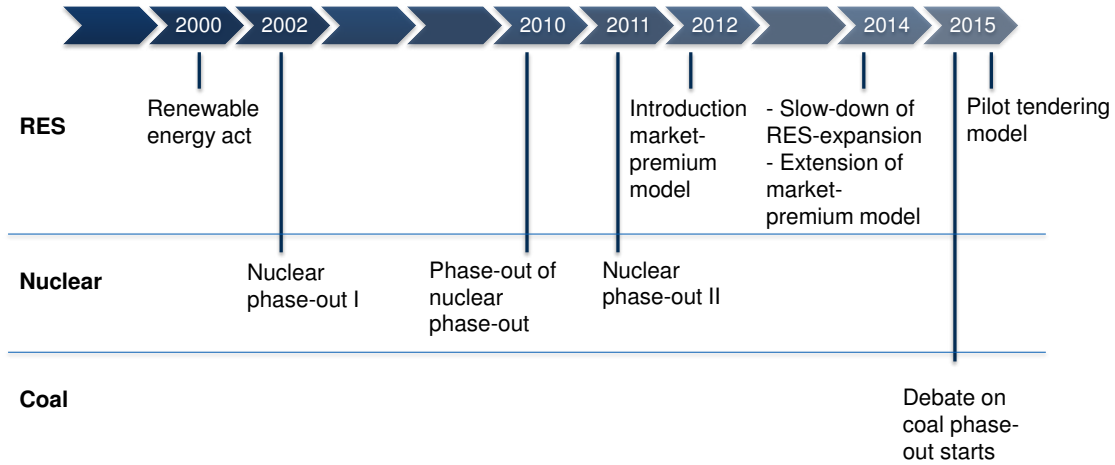 2000 2002 2010 2011 2012 2014 2015
RES
Renewable
energy act
Introduction
market-
premium
model
- Slow-down of
RES-expansion
- Extension of
market-
premium model
Pilot tendering
model
Nuclear
Nuclear
phase-out I
Phase-out of
nuclear
phase-out
Nuclear
phase-out II
Coal
Debate on
coal phase-
out starts